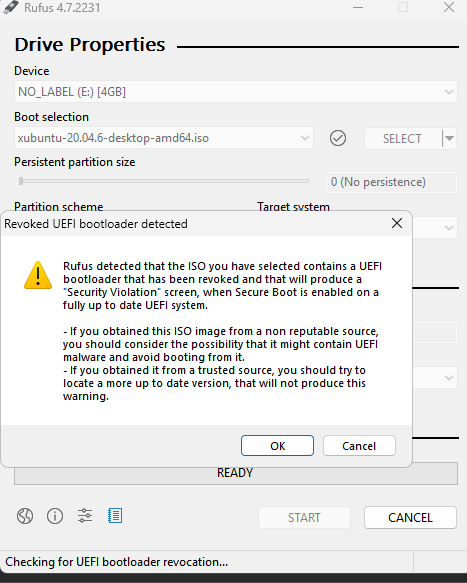 Rufus 4.7.2231
Drive Properties
Device
NO_LABEL (E:) [4GB]
Boot selection
xubuntu-20.04.6-desktop-amd64.iso
SELECT
Persistent partition size
0 (No persistence)
Partition scheme
Target system
Revoked UEFI bootloader detected
Rufus detected that the ISO you have selected contains a UEFI
bootloader that has been revoked and that will produce a
"Security Violation" screen, when Secure Boot is enabled on a
fully up to date UEFI system.
- If you obtained this ISO image from a non reputable source,
you should consider the possibility that it might contain UEFI
malware and avoid booting from it.
- If you obtained it from a trusted source, you should try to
locate a more up to date version, that will not produce this
warning.
OK
Cancel
READY
START
CANCEL
Checking for UEFI bootloader revocation...